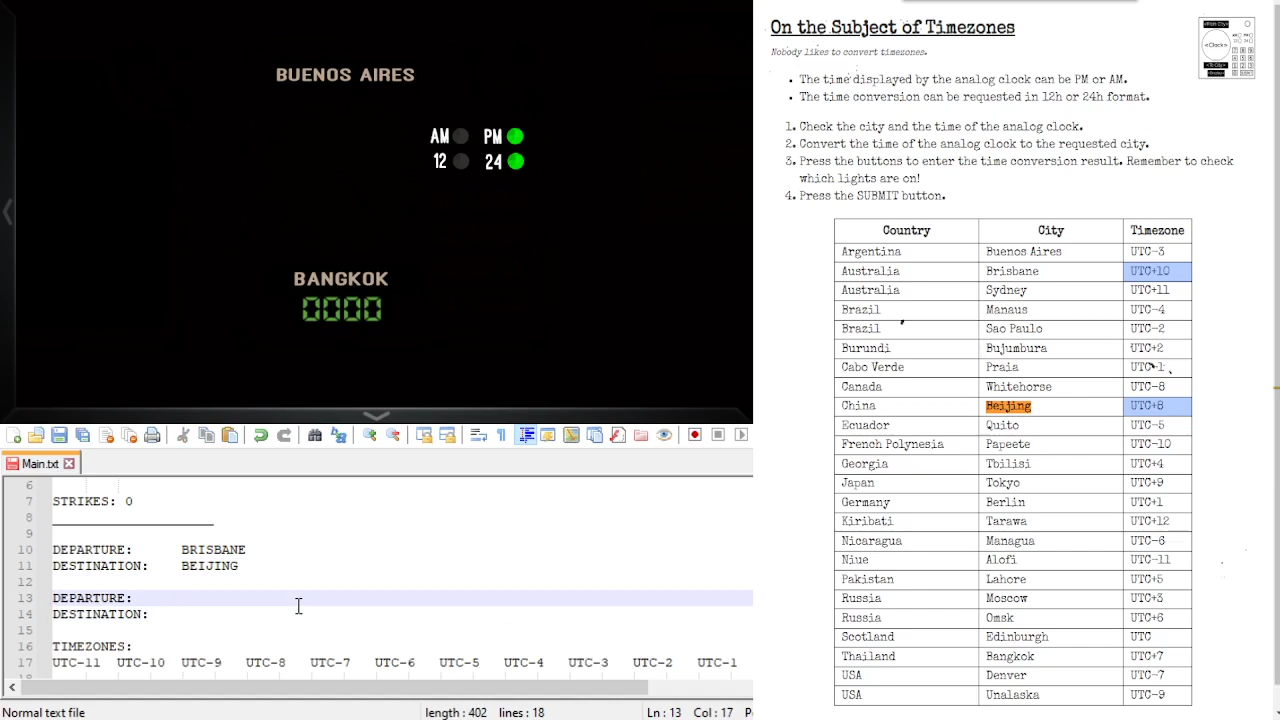 BUENOS AIRES
AM PM
12 24
BANGKOK
0000
Main.txt
6
7 STRIKES: 0
8
9
10 DEPARTURE: BRISBANE
11 DESTINATION: BEIJING
12
13 DEPARTURE:
14 DESTINATION:
15
16 TIMEZONES:
17 UTC-11 UTC-10 UTC-9 UTC-8 UTC-7 UTC-6 UTC-5 UTC-4 UTC-3 UTC-2 UTC-1
Normal text file length: 402 lines: 18 Ln: 13 Col: 17 P
On the Subject of Timezones
Nobody likes to convert timezones.
• The time displayed by the analog clock can be PM or AM.
• The time conversion can be requested in 12h or 24h format.
1. Check the city and the time of the analog clock.
2. Convert the time of the analog clock to the requested city.
3. Press the buttons to enter the time conversion result. Remember to check
which lights are on!
4. Press the SUBMIT button.
Country City Timezone
Argentina Buenos Aires UTC-3
Australia Brisbane UTC+10
Australia Sydney UTC+11
Brazil Manaus UTC-4
Brazil Sao Paulo UTC-2
Burundi Bujumbura UTC+2
Cabo Verde Praia UTC-1
Canada Whitehorse UTC-8
China Beijing UTC+8
Ecuador Quito UTC-5
French Polynesia Papeete UTC-10
Georgia Tbilisi UTC+4
Japan Tokyo UTC+9
Germany Berlin UTC+1
Kiribati Tarawa UTC+12
Nicaragua Managua UTC-6
Niue Alofi UTC-11
Pakistan Lahore UTC+5
Russia Moscow UTC+3
Russia Omsk UTC+6
Scotland Edinburgh UTC
Thailand Bangkok UTC+7
USA Denver UTC-7
USA Unalaska UTC-9